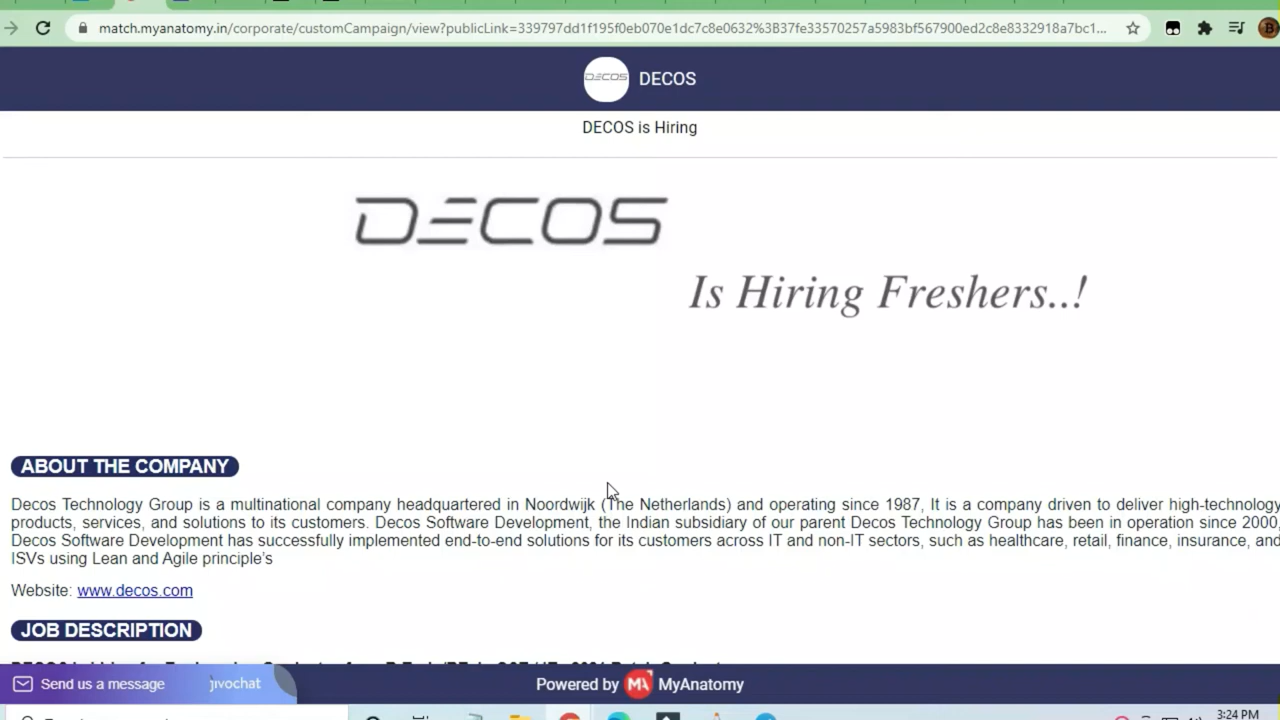 match.myanatomy.in/corporate/customCampaign/view?publicLink=339797dd1f195f0eb070e1dc7c8e0632%3B37fe33570257a5983bf567900ed2c8e8332918a7bc1...
DECOS DECOS
DECOS is Hiring
DECOS
Is Hiring Freshers..!
ABOUT THE COMPANY
Decos Technology Group is a multinational company headquartered in Noordwijk (The Netherlands) and operating since 1987, It is a company driven to deliver high-technology
products, services, and solutions to its customers. Decos Software Development, the Indian subsidiary of our parent Decos Technology Group has been in operation since 2000.
Decos Software Development has successfully implemented end-to-end solutions for its customers across IT and non-IT sectors, such as healthcare, retail, finance, insurance, and
ISVs using Lean and Agile principle's
Website: www.decos.com
JOB DESCRIPTION
Send us a message jivochat
Powered by MA MyAnatomy
3:24 PM